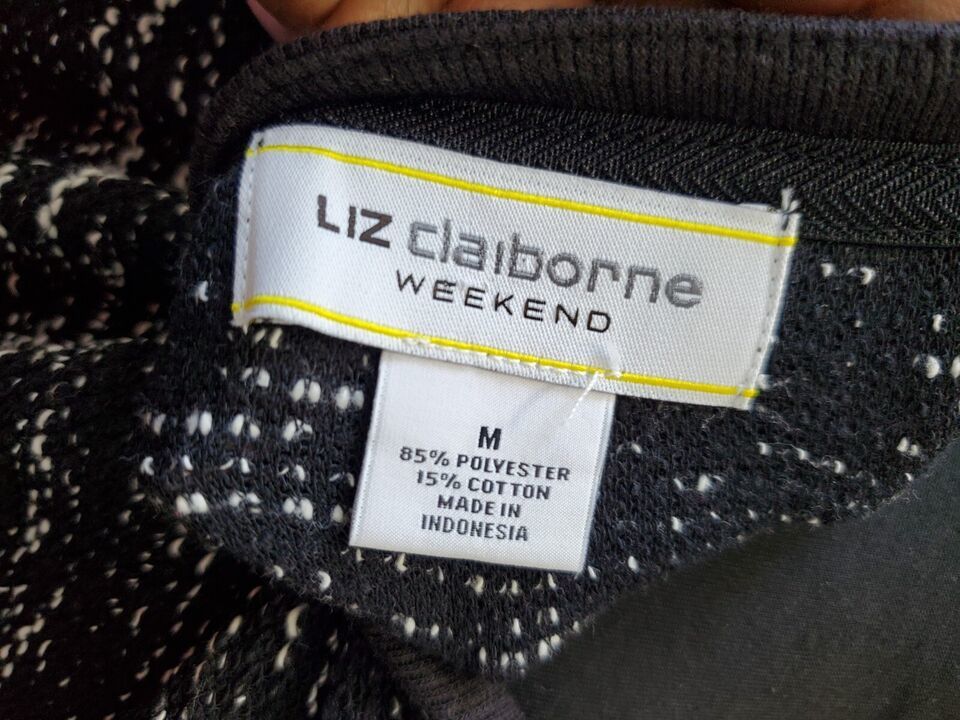 LIZ claiborne
WEEKEND
M
85% POLYESTER
15% COTTON
MADE IN
INDONESIA